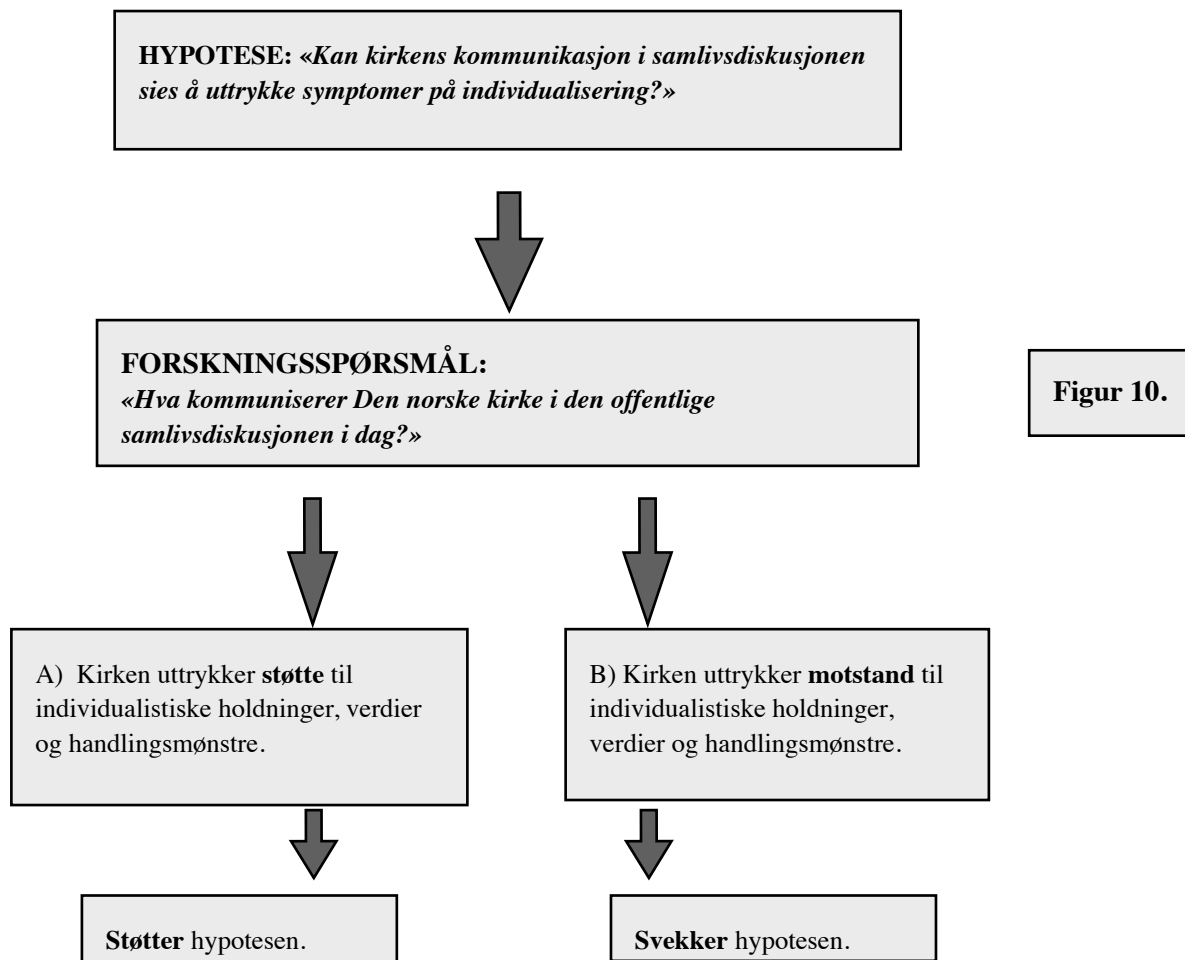 HYPOTESE: «Kan kirkens kommunikasjon i samlivsdiskusjonen
sies å uttrykke symptomer på individualisering?»
FORSKNINGSSPØRSMÅL:
«Hva kommuniserer Den norske kirke i den offentlige
samlivsdiskusjonen i dag?»
Figur 10.
A) Kirken uttrykker støtte til
individualistiske holdninger, verdier
og handlingsmønstre.
B) Kirken uttrykker motstand til
individualistiske holdninger,
verdier og handlingsmønstre.
Støtter hypotesen.
Svekker hypotesen.